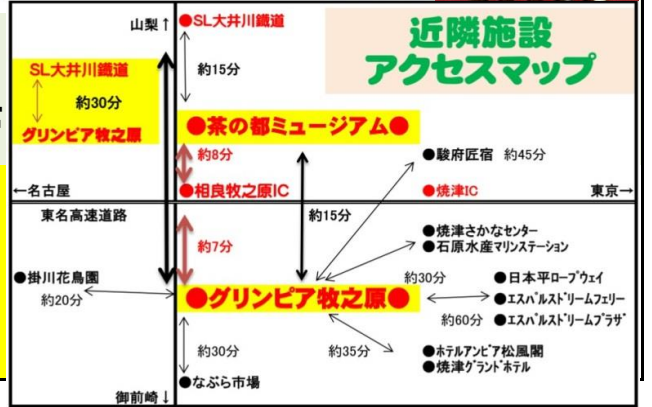 近隣施設
アクセスマップ
山梨↑
●SL大井川鐵道
約15分
SL大井川鐵道
約30分
グリンピア牧之原
●茶の都ミュージアム●
約8分
●駿府匠宿 約45分
←名古屋
●相良牧之原IC
●焼津IC
東京→
東名高速道路
約15分
約7分
●焼津さかなセンター
●石原水産マリンステーション
●掛川花鳥園
約20分
●グリンピア牧之原●
約30分
●日本平ロープウェイ
●エスパルスドリームフェリー
約60分
●エスパルスドリームプラザ
約30分
約35分
●ホテルアンビア松風閣
●焼津グランドホテル
●なぶら市場
御前崎↓